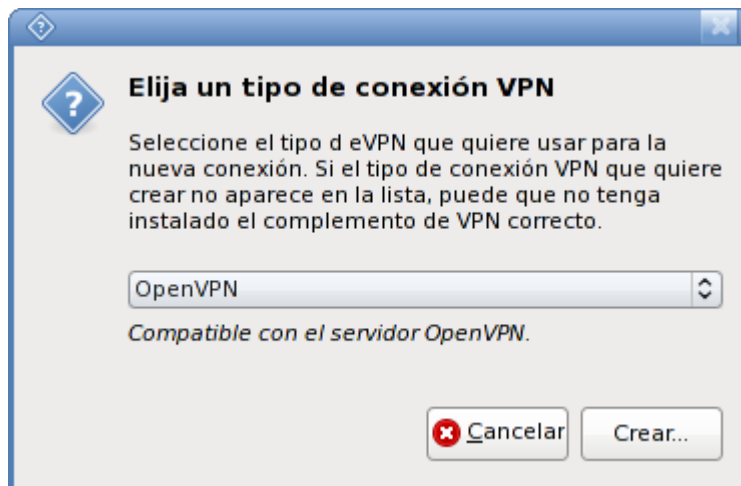 Elija un tipo de conexión VPN
Seleccione el tipo d eVPN que quiere usar para la
nueva conexión. Si el tipo de conexión VPN que quiere
crear no aparece en la lista, puede que no tenga
instalado el complemento de VPN correcto.
OpenVPN
Compatible con el servidor OpenVPN.
Cancelar
Crear...